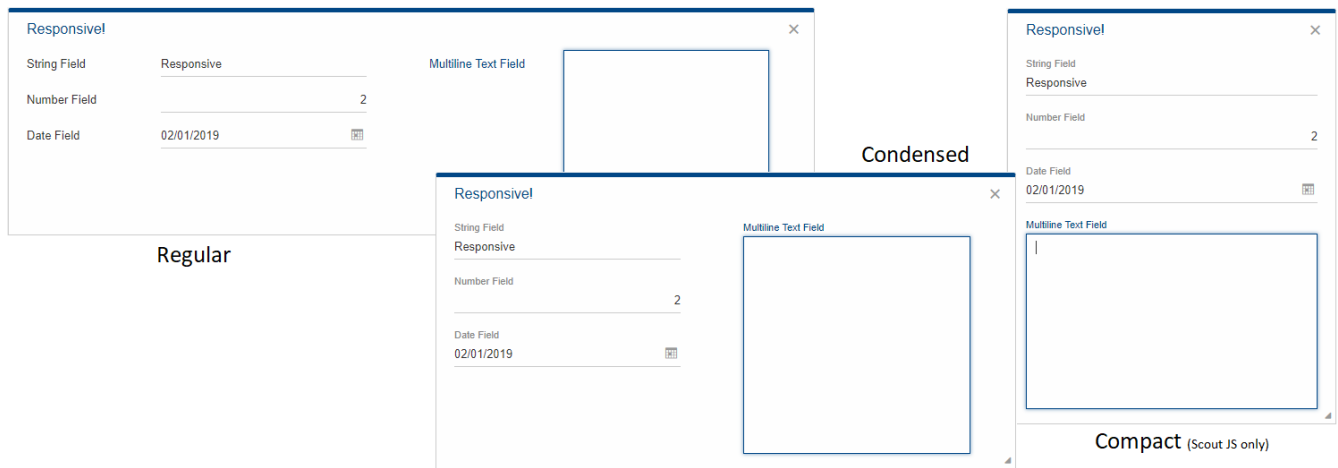 Responsive!
String Field Responsive Multiline Text Field
Number Field 2
Date Field 02/01/2019
Regular
Condensed
Responsive!
String Field Multiline Text Field
Responsive
Number Field
2
Date Field
02/01/2019
Responsive!
String Field
Responsive
Number Field
2
Date Field
02/01/2019
Multiline Text Field
Compact (Scout JS only)